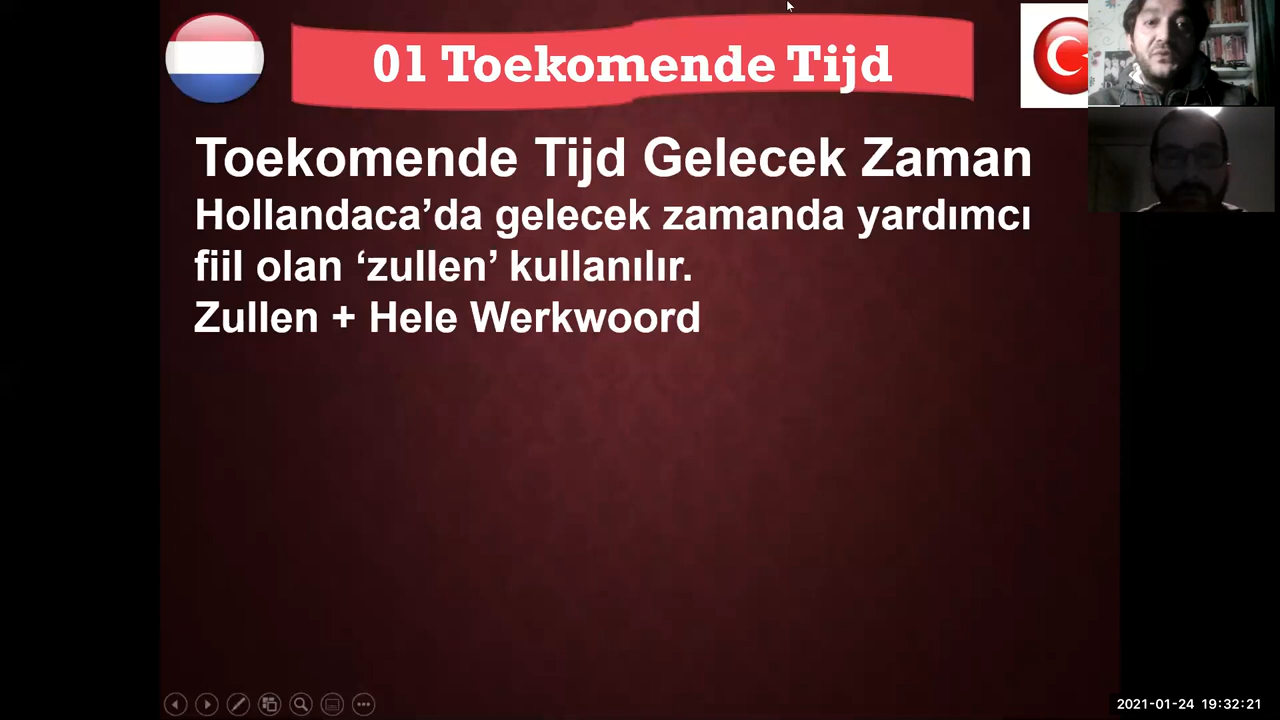 01 Toekomende Tijd
Toekomende Tijd Gelecek Zaman
Hollandaca’da gelecek zamanda yardımcı
fiil olan ‘zullen’ kullanılır.
Zullen + Hele Werkwoord
2021-01-24 19:32:21